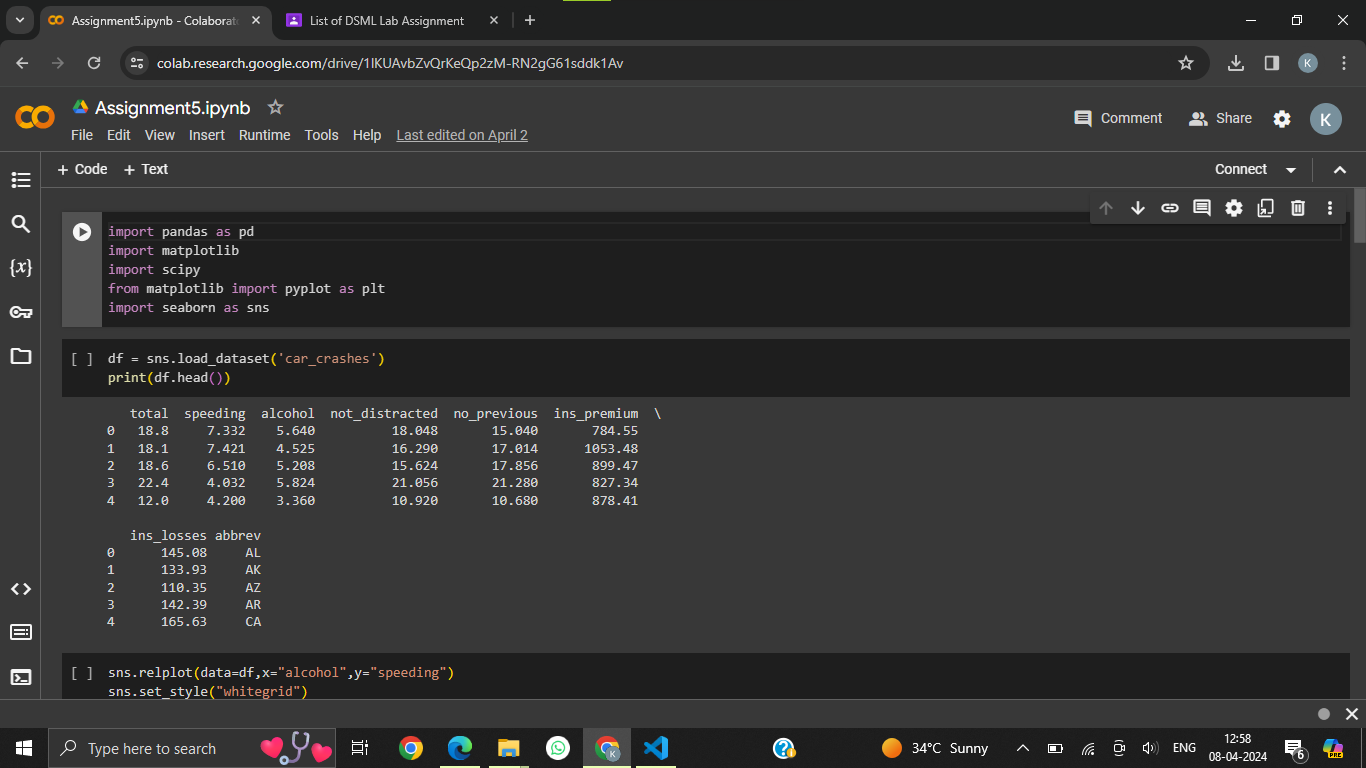 Assignment5.ipynb - Colaborato
List of DSML Lab Assignment
colab.research.google.com/drive/1lKUAvbZvQrKeQp2zM-RN2gG61sddk1Av
K
Assignment5.ipynb
File Edit View Insert Runtime Tools Help Last edited on April 2
Comment Share K
+ Code + Text
Connect
import pandas as pd
import matplotlib
import scipy
from matplotlib import pyplot as plt
import seaborn as sns
{x}
[ ] df = sns.load_dataset('car_crashes')
print(df.head())
total speeding alcohol not_distracted no_previous ins_premium \
0 18.8 7.332 5.640 18.048 15.040 784.55
1 18.1 7.421 4.525 16.290 17.014 1053.48
2 18.6 6.510 5.208 15.624 17.856 899.47
3 22.4 4.032 5.824 21.056 21.280 827.34
4 12.0 4.200 3.360 10.920 10.680 878.41
ins_losses abbrev
0 145.08 AL
1 133.93 AK
2 110.35 AZ
3 142.39 AR
4 165.63 CA
[ ] sns.relplot(data=df,x="alcohol",y="speeding")
sns.set_style("whitegrid")
Type here to search
K
34°C Sunny
ENG
12:58
08-04-2024
6
PRE